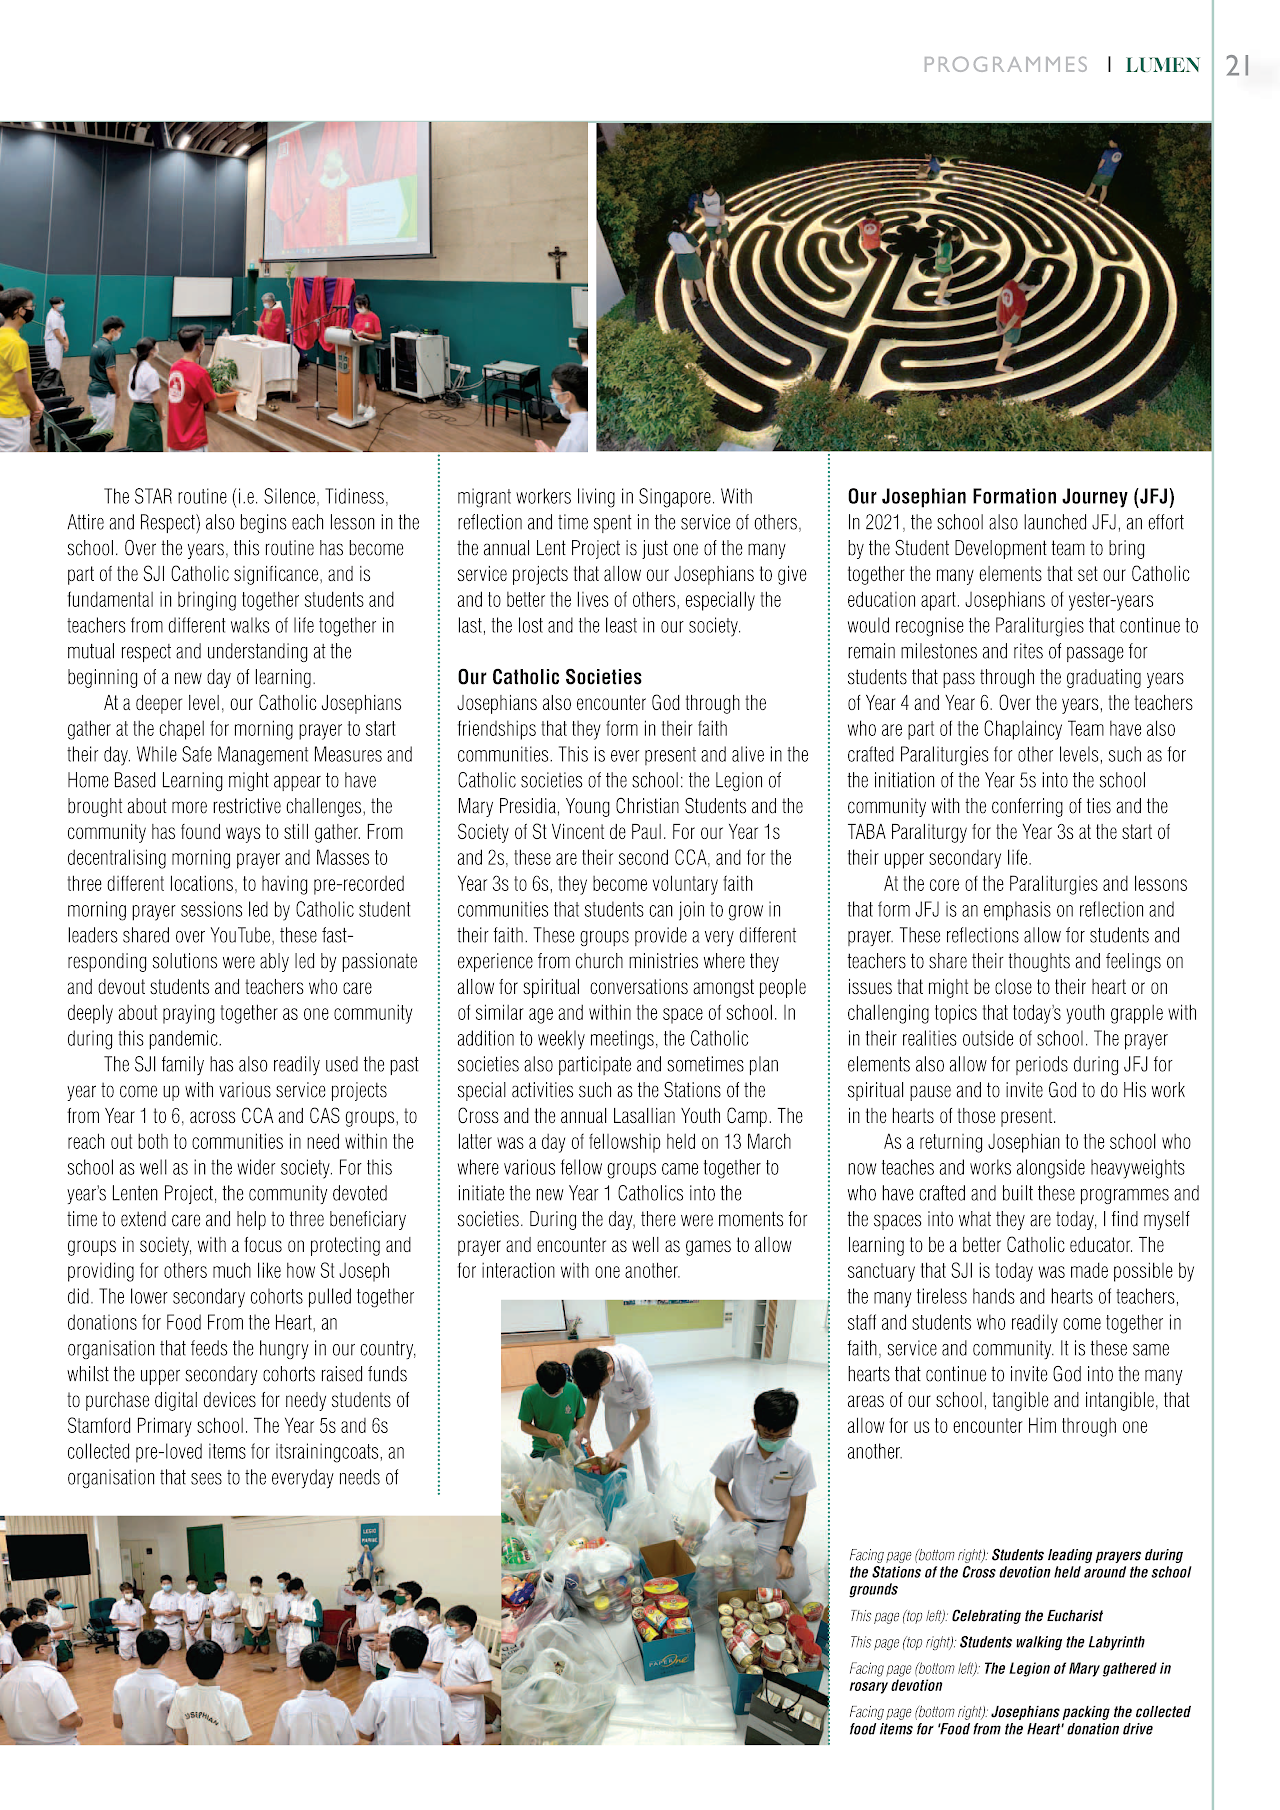 PROGRAMMES | LUMEN 21
The STAR routine (i.e. Silence, Tidiness,
Attire and Respect) also begins each lesson in the
school. Over the years, this routine has become
part of the SJI Catholic significance, and is
fundamental in bringing together students and
teachers from different walks of life together in
mutual respect and understanding at the
beginning of a new day of learning.
At a deeper level, our Catholic Josephians
gather at the chapel for morning prayer to start
their day. While Safe Management Measures and
Home Based Learning might appear to have
brought about more restrictive challenges, the
community has found ways to still gather. From
decentralising morning prayer and Masses to
three different locations, to having pre-recorded
morning prayer sessions led by Catholic student
leaders shared over YouTube, these fast-
responding solutions were ably led by passionate
and devout students and teachers who care
deeply about praying together as one community
during this pandemic.
The SJI family has also readily used the past
year to come up with various service projects
from Year 1 to 6, across CCA and CAS groups, to
reach out both to communities in need within the
school as well as in the wider society. For this
year's Lenten Project, the community devoted
time to extend care and help to three beneficiary
groups in society, with a focus on protecting and
providing for others much like how St Joseph
did. The lower secondary cohorts pulled together
donations for Food From the Heart, an
organisation that feeds the hungry in our country,
whilst the upper secondary cohorts raised funds
to purchase digital devices for needy students of
Stamford Primary school. The Year 5s and 6s
collected pre-loved items for itsrainingcoats, an
organisation that sees to the everyday needs of
migrant workers living in Singapore. With
reflection and time spent in the service of others,
the annual Lent Project is just one of the many
service projects that allow our Josephians to give
and to better the lives of others, especially the
last, the lost and the least in our society.
Our Catholic Societies
Josephians also encounter God through the
friendships that they form in their faith
communities. This is ever present and alive in the
Catholic societies of the school: the Legion of
Mary Presidia, Young Christian Students and the
Society of St Vincent de Paul. For our Year 1s
and 2s, these are their second CCA, and for the
Year 3s to 6s, they become voluntary faith
communities that students can join to grow in
their faith. These groups provide a very different
experience from church ministries where they
allow for spiritual conversations amongst people
of similar age and within the space of school. In
addition to weekly meetings, the Catholic
societies also participate and sometimes plan
special activities such as the Stations of the
Cross and the annual Lasallian Youth Camp. The
latter was a day of fellowship held on 13 March
where various fellow groups came together to
initiate the new Year 1 Catholics into the
societies. During the day, there were moments for
prayer and encounter as well as games to allow
for interaction with one another.
Our Josephian Formation Journey (JFJ)
In 2021, the school also launched JFJ, an effort
by the Student Development team to bring
together the many elements that set our Catholic
education apart. Josephians of yester-years
would recognise the Paraliturgies that continue to
remain milestones and rites of passage for
students that pass through the graduating years
of Year 4 and Year 6. Over the years, the teachers
who are part of the Chaplaincy Team have also
crafted Paraliturgies for other levels, such as for
the initiation of the Year 5s into the school
community with the conferring of ties and the
TABA Paraliturgy for the Year 3s at the start of
their upper secondary life.
At the core of the Paraliturgies and lessons
that form JFJ is an emphasis on reflection and
prayer. These reflections allow for students and
teachers to share their thoughts and feelings on
issues that might be close to their heart or on
challenging topics that today's youth grapple with
in their realities outside of school. The prayer
elements also allow for periods during JFJ for
spiritual pause and to invite God to do His work
in the hearts of those present.
As a returning Josephian to the school who
now teaches and works alongside heavyweights
who have crafted and built these programmes and
the spaces into what they are today, I find myself
learning to be a better Catholic educator. The
sanctuary that SJI is today was made possible by
the many tireless hands and hearts of teachers,
staff and students who readily come together in
faith, service and community. It is these same
hearts that continue to invite God into the many
areas of our school, tangible and intangible, that
allow for us to encounter Him through one
another.
LEGIO
MARIAE
JOSEPHIAN
Facing page (bottom right): Students leading prayers during
the Stations of the Cross devotion held around the school
grounds
This page (top left): Celebrating the Eucharist
This page (top right): Students walking the Labyrinth
Facing page (bottom left): The Legion of Mary gathered in
rosary devotion
Facing page (bottom right): Josephians packing the collected
food items for 'Food from the Heart' donation drive